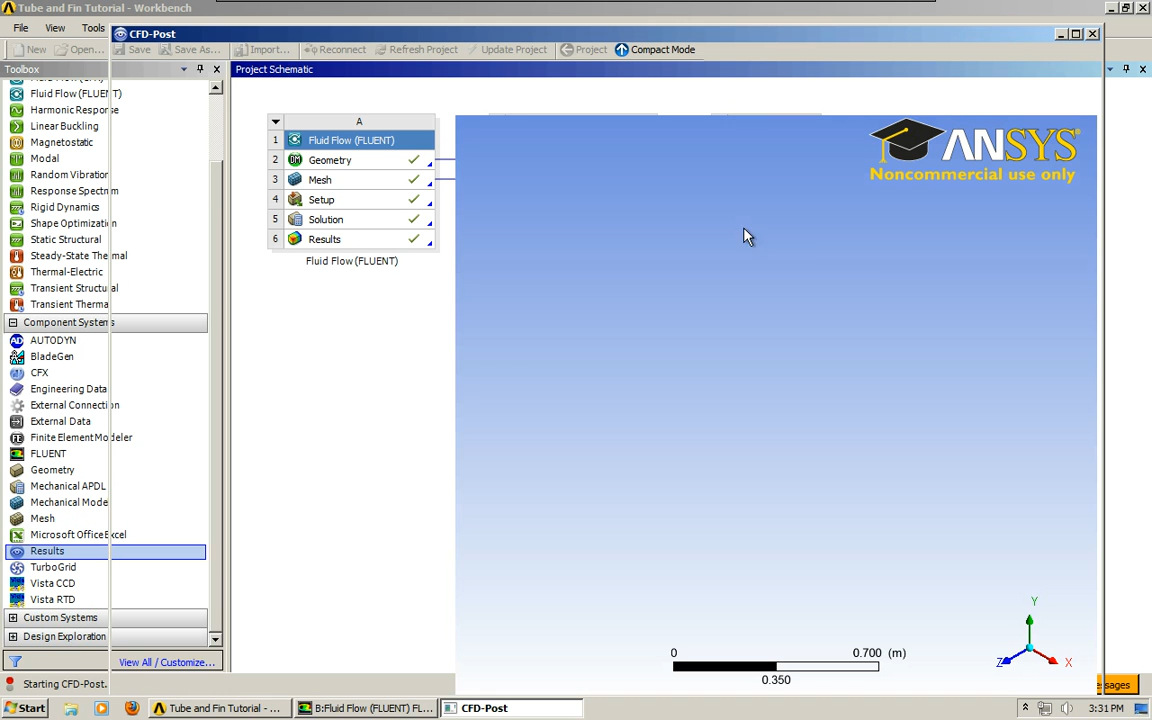 Tube and Fin Tutorial - Workbench
File View Tools
CFD-Post
New Open... Save Save As... Import... Reconnect Refresh Project Update Project Project Compact Mode
Toolbox
Project Schematic
Fluid Flow (FLUENT)
Harmonic Response
Linear Buckling
Magnetostatic
Modal
Random Vibration
Response Spectrum
Rigid Dynamics
Shape Optimization
Static Structural
Steady-State Thermal
Thermal-Electric
Transient Structural
Transient Therma
Component Systems
AUTODYN
BladeGen
CFX
Engineering Data
External Connection
External Data
Finite Element Modeler
FLUENT
Geometry
Mechanical APDL
Mechanical Mode
Mesh
Microsoft Office Excel
Results
TurboGrid
Vista CCD
Vista RTD
Custom Systems
Design Exploration
View All / Customize...
A
1 Fluid Flow (FLUENT)
2 Geometry
3 Mesh
4 Setup
5 Solution
6 Results
Fluid Flow (FLUENT)
ANSYS
Noncommercial use only
Y
Z X
0 0.700 (m)
0.350
Starting CFD-Post.
essages
Start
Tube and Fin Tutorial - ...
B:Fluid Flow (FLUENT) FL...
CFD-Post
3:31 PM